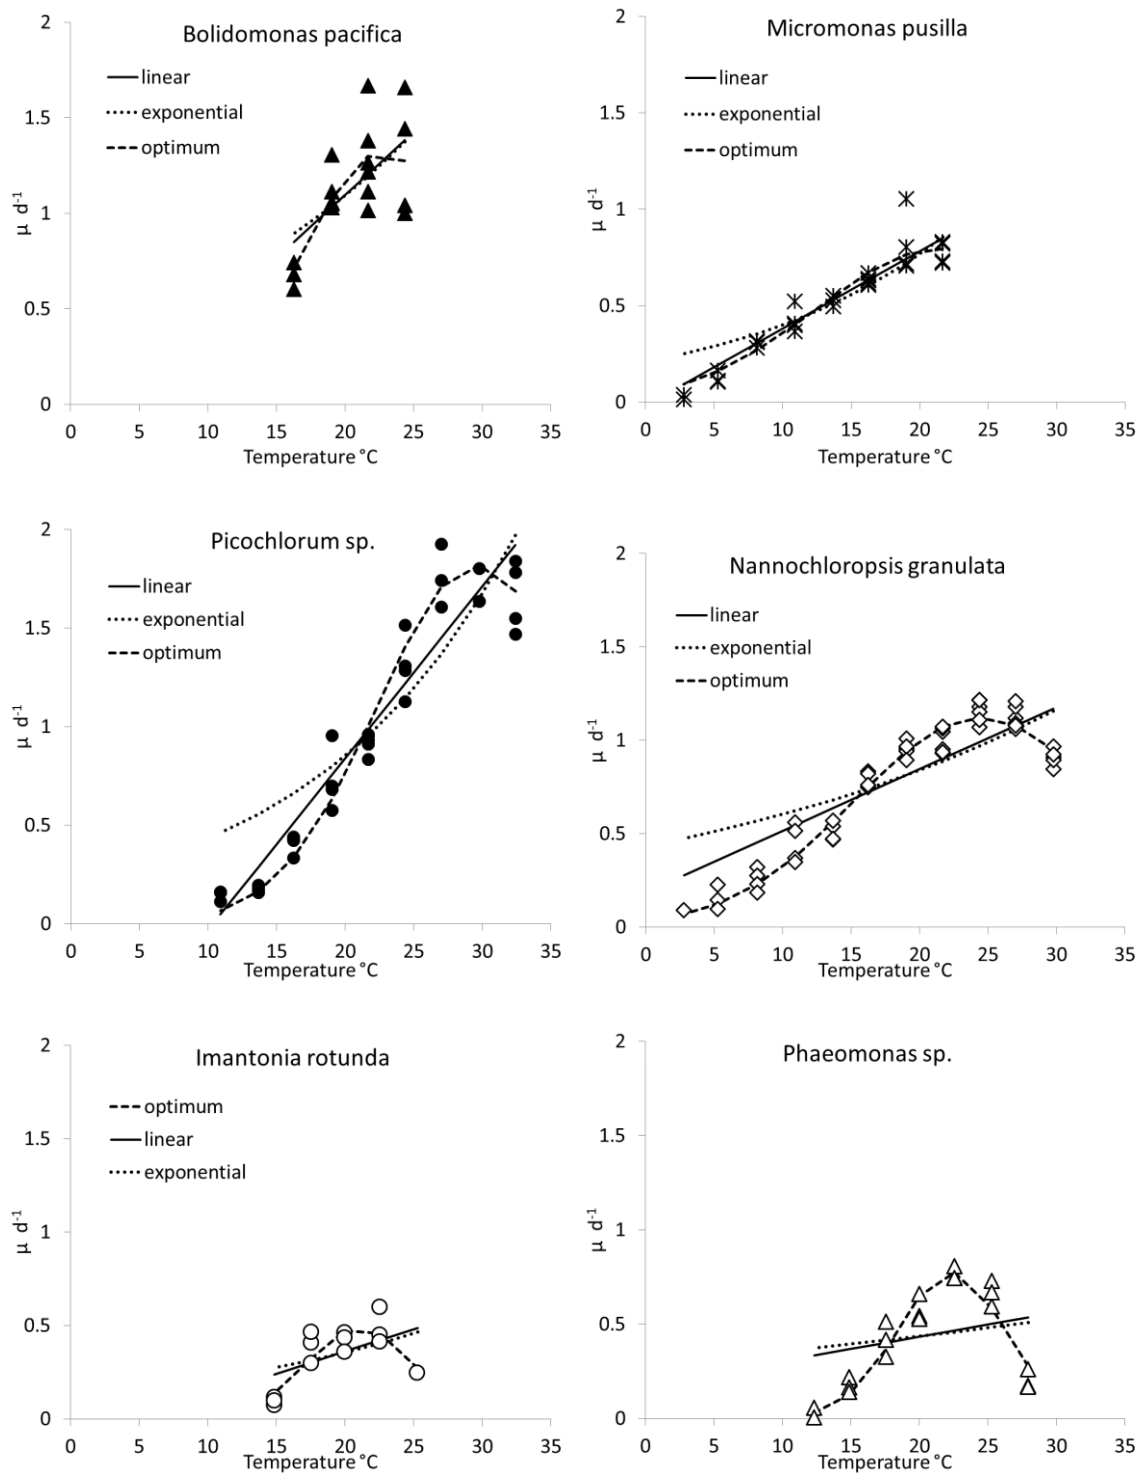 Bolidomonas pacifica
linear
exponential
optimum
2
1.5
1
0.5
0
µ d-1
0 5 10 15 20 25 30 35
Temperature °C
Micromonas pusilla
linear
exponential
optimum
2
1.5
1
0.5
0
µ d-1
0 5 10 15 20 25 30 35
Temperature °C
Picochlorum sp.
linear
exponential
optimum
2
1.5
1
0.5
0
µ d-1
0 5 10 15 20 25 30 35
Temperature °C
Nannochloropsis granulata
linear
exponential
optimum
2
1.5
1
0.5
0
µ d-1
0 5 10 15 20 25 30 35
Temperature °C
Imantonia rotunda
optimum
linear
exponential
2
1.5
1
0.5
0
µ d-1
0 5 10 15 20 25 30 35
Temperature °C
Phaeomonas sp.
2
1.5
1
0.5
0
µ d-1
0 5 10 15 20 25 30 35
Temperature °C